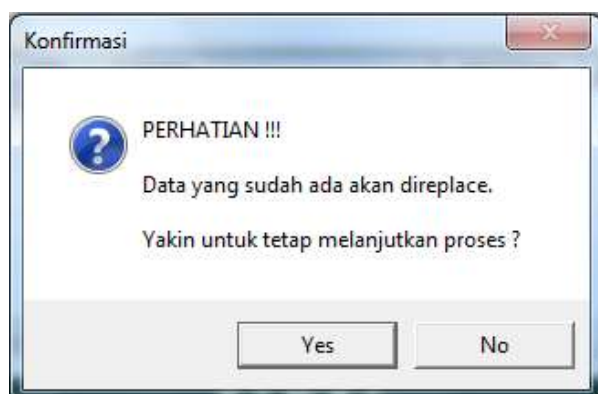 Konfirmasi
PERHATIAN !!!
Data yang sudah ada akan direplace.
Yakin untuk tetap melanjutkan proses ?
Yes
No